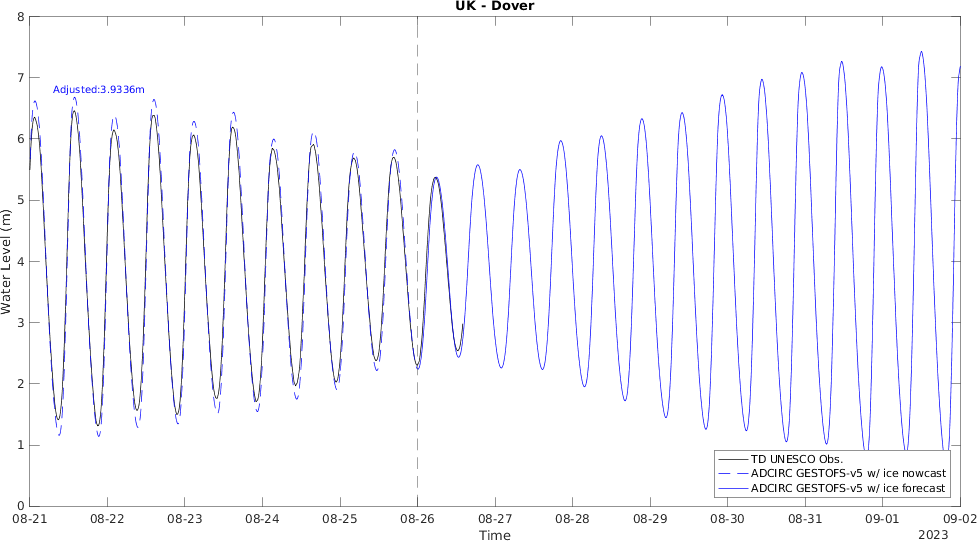 UK - Dover
8
7
6
5
4
3
2
1
0
Water Level (m)
Adjusted:3.9336m
TD UNESCO Obs.
ADCIRC GESTOFS-v5 w/ ice nowcast
ADCIRC GESTOFS-v5 w/ ice forecast
08-21 08-22 08-23 08-24 08-25 08-26 08-27 08-28 08-29 08-30 08-31 09-01 09-02
Time
2023